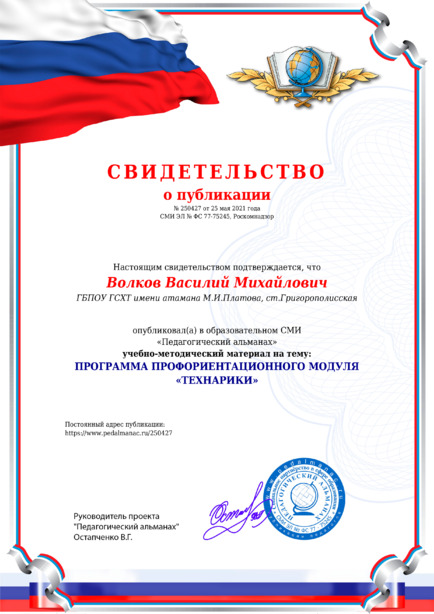 СВИДЕТЕЛЬСТВО
о публикации
№ 250427 от 25 мая 2021 года
СМИ ЭЛ № ФС 77-75245, Роскомнадзор
Настоящим свидетельством подтверждается, что
Волков Василий Михайлович
ГБПОУ ГСХТ имени атамана М.И.Платова, ст.Григорополисская
опубликовал(а) в образовательном СМИ
«Педагогический альманах»
учебно-методический материал на тему:
ПРОГРАММА ПРОФОРИЕНТАЦИОННОГО МОДУЛЯ
«ТЕХНАРИКИ»
Постоянный адрес публикации:
https://www.pedalmanac.ru/250427
Руководитель проекта
"Педагогический альманах"
Остапченко В.Г.
ПЕДАГОГИЧЕСКИЙ АЛЬМАНАХ